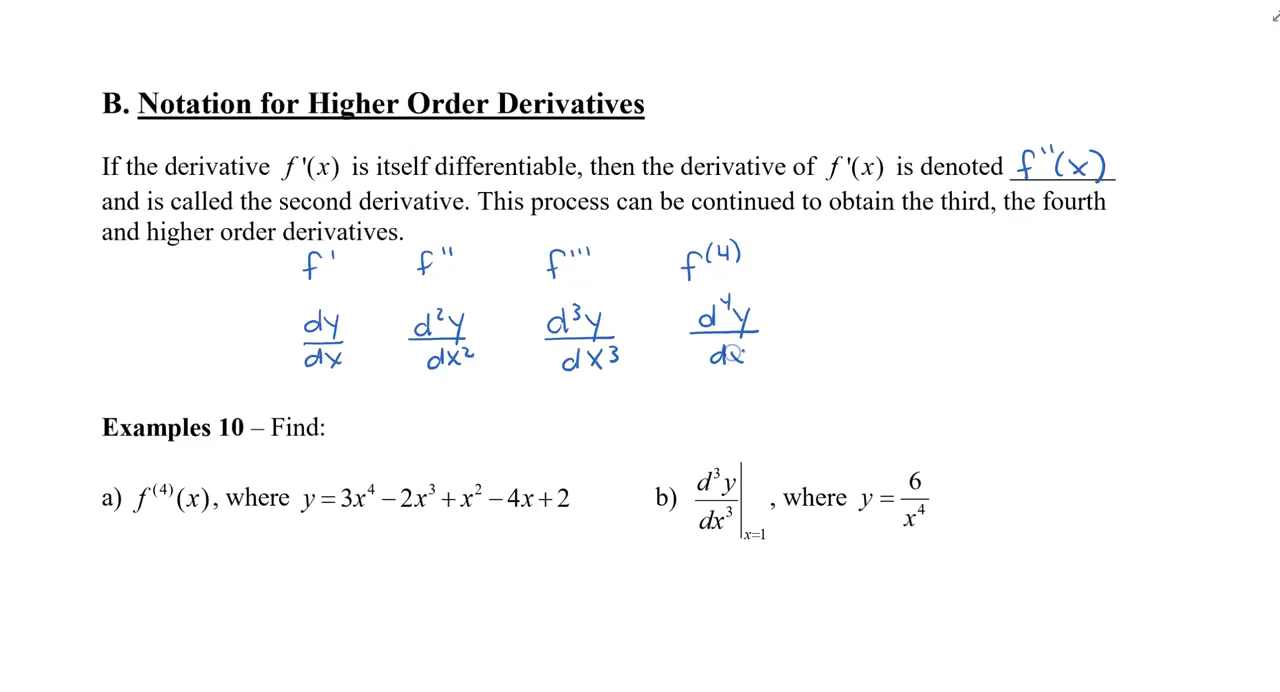 B. Notation for Higher Order Derivatives
If the derivative f '(x) is itself differentiable, then the derivative of f '(x) is denoted f''(x)
and is called the second derivative. This process can be continued to obtain the third, the fourth
and higher order derivatives.
f' f'' f''' f⁽⁴⁾
dy/dx d²y/dx² d³y/dx³ d⁴y/dx
Examples 10 – Find:
a) f⁽⁴⁾(x), where y = 3x⁴ − 2x³ + x² − 4x + 2 b) d³y/dx³|ₓ₌₁, where y = 6/x⁴